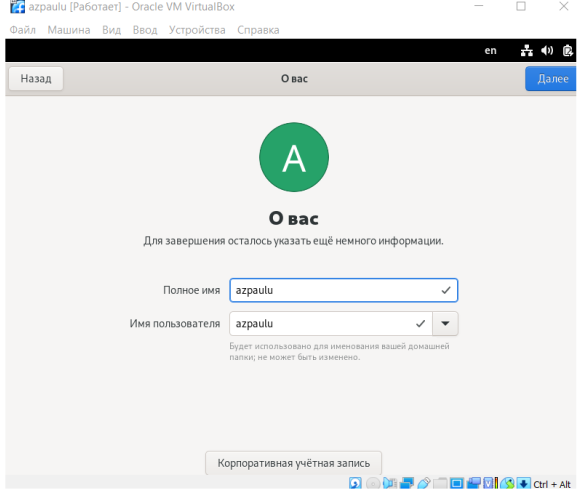 azpaulu [Работает] - Oracle VM VirtualBox
Файл Машина Вид Ввод Устройства Справка
en
Назад О вас Далее
A
О вас
Для завершения осталось указать ещё немного информации.
Полное имя azpaulu
Имя пользователя azpaulu
Будет использовано для именования вашей домашней
папки; не может быть изменено.
Корпоративная учётная запись
Ctrl + Alt